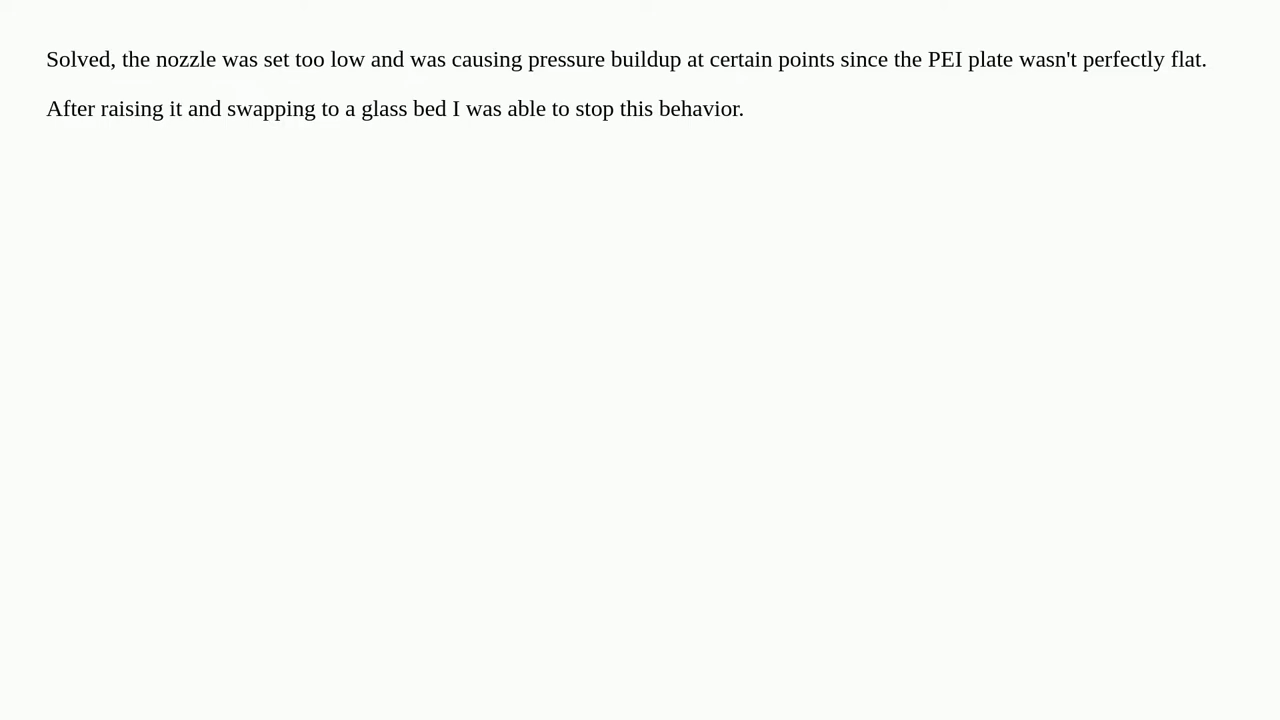 Solved, the nozzle was set too low and was causing pressure buildup at certain points since the PEI plate wasn't perfectly flat.
After raising it and swapping to a glass bed I was able to stop this behavior.